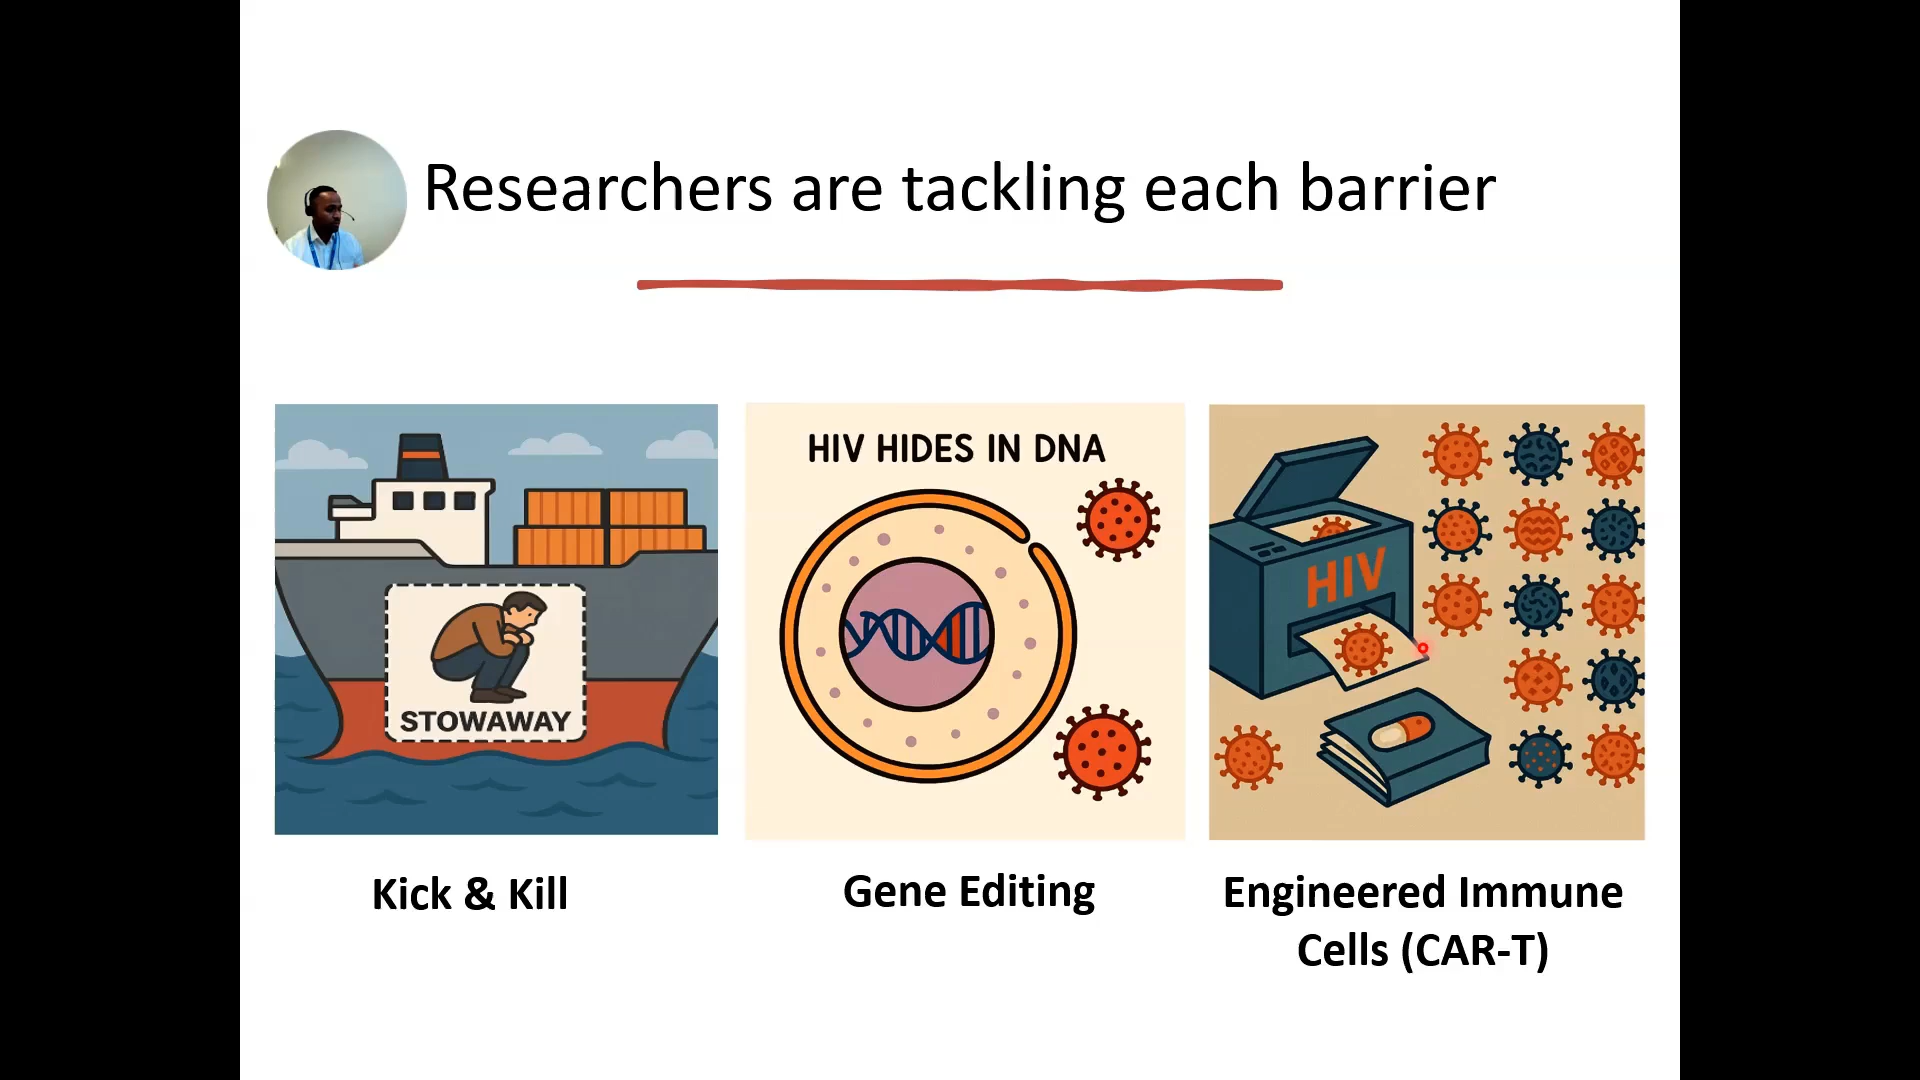 Researchers are tackling each barrier
HIV HIDES IN DNA
HIV
STOWAWAY
Kick & Kill
Gene Editing
Engineered Immune
Cells (CAR-T)